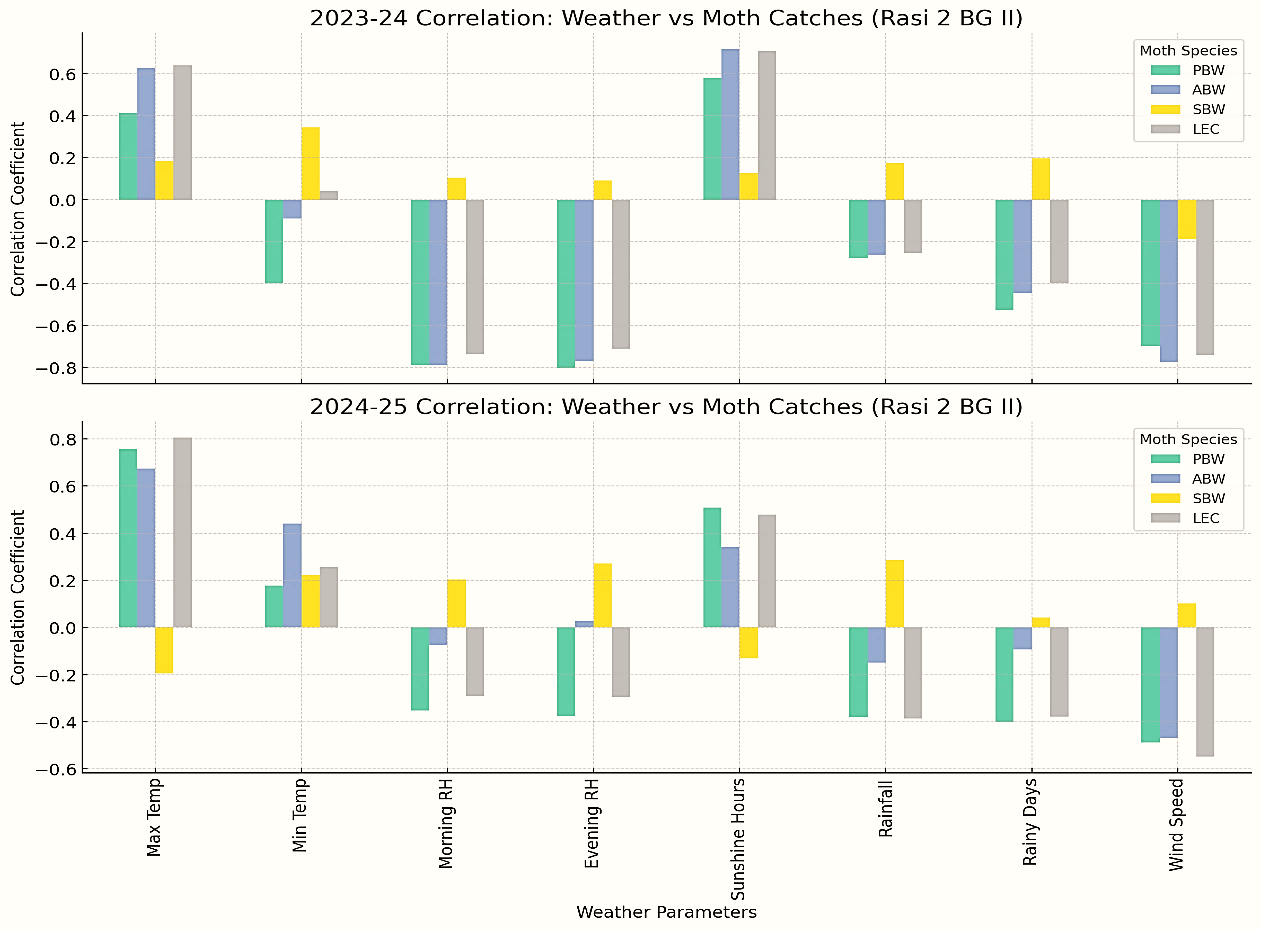 2023-24 Correlation: Weather vs Moth Catches (Rasi 2 BG II)
Correlation Coefficient
0.6
0.4
0.2
0.0
−0.2
−0.4
−0.6
−0.8
Moth Species
PBW
ABW
SBW
LEC
2024-25 Correlation: Weather vs Moth Catches (Rasi 2 BG II)
Correlation Coefficient
0.8
0.6
0.4
0.2
0.0
−0.2
−0.4
−0.6
Moth Species
PBW
ABW
SBW
LEC
Max Temp
Min Temp
Morning RH
Evening RH
Sunshine Hours
Rainfall
Rainy Days
Wind Speed
Weather Parameters